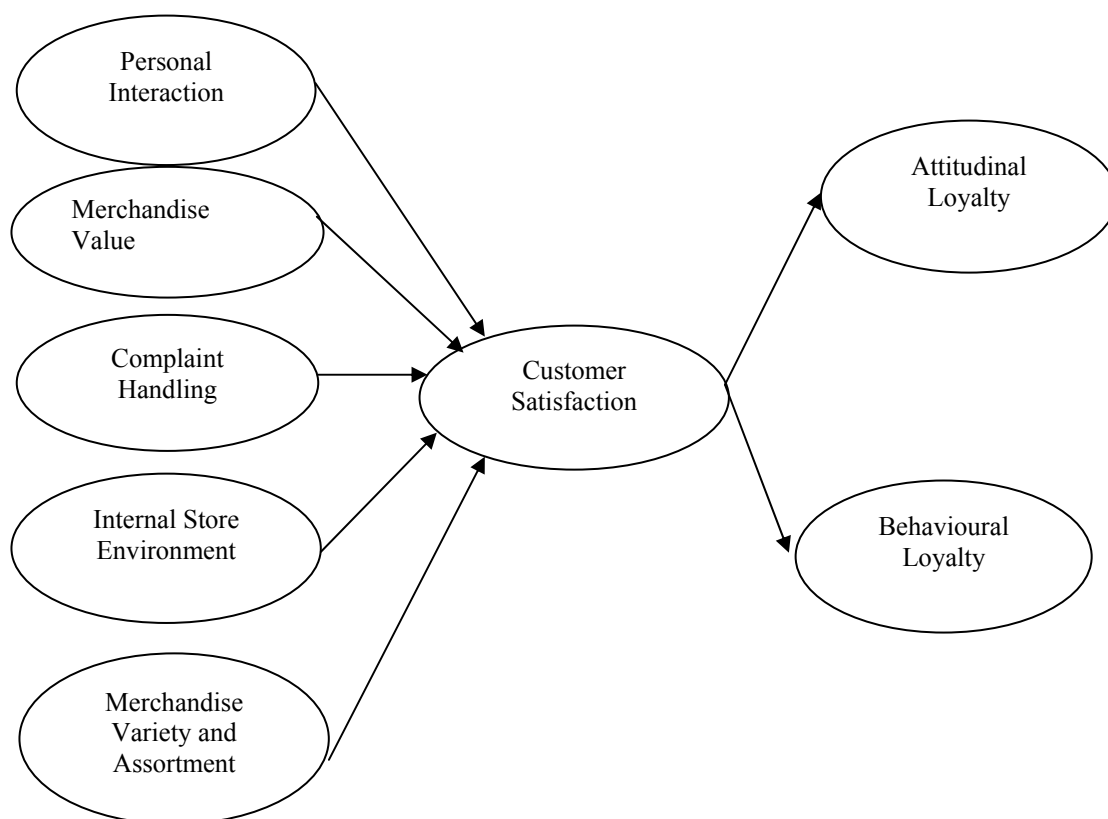 Personal
Interaction
Merchandise
Value
Complaint
Handling
Internal Store
Environment
Merchandise
Variety and
Assortment
Customer
Satisfaction
Attitudinal
Loyalty
Behavioural
Loyalty